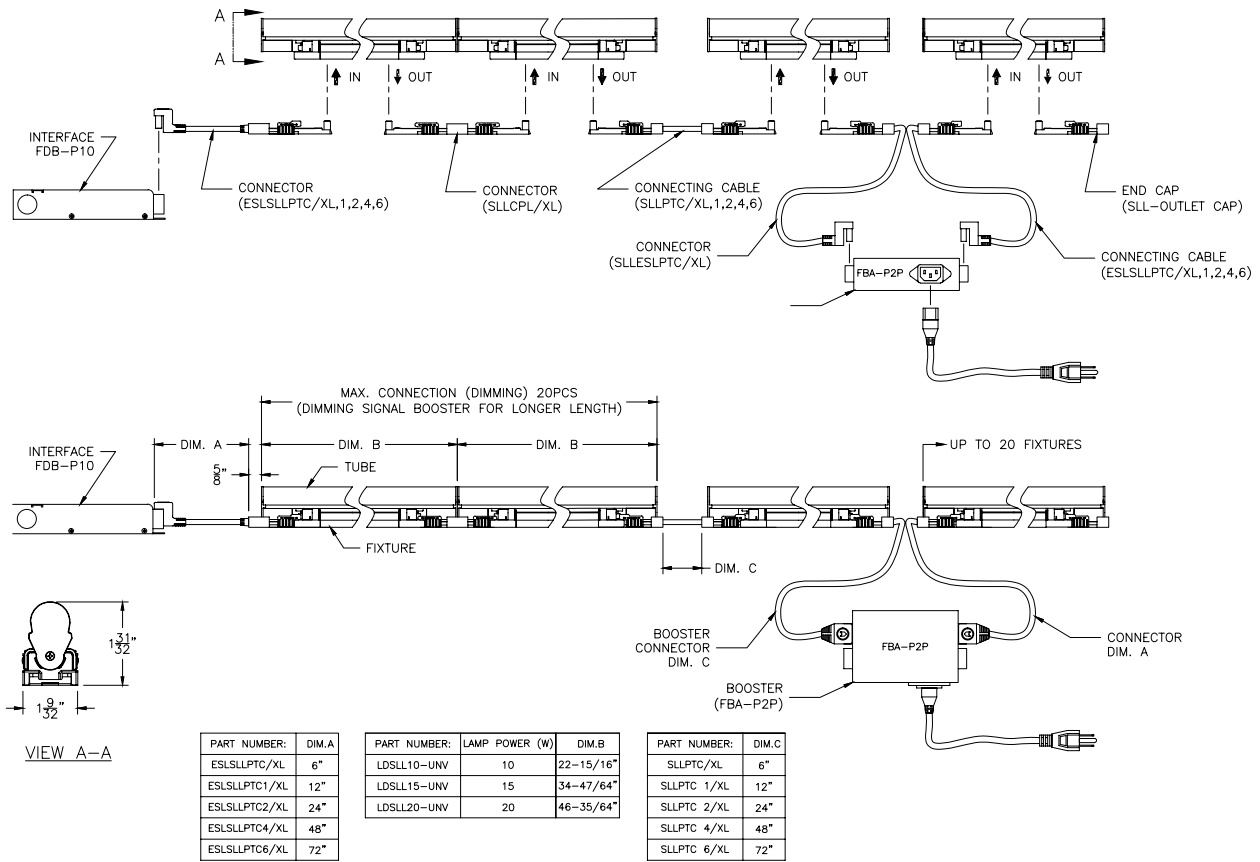 A
A
IN
OUT
IN
OUT
OUT
IN
OUT
INTERFACE
FDB-P10
CONNECTOR
(ESLSLLPTC/XL,1,2,4,6)
CONNECTOR
(SLLCPL/XL)
CONNECTING CABLE
(SLLPTC/XL,1,2,4,6)
END CAP
(SLL-OUTLET CAP)
CONNECTOR
(SLLESLPTC/XL)
FBA-P2P
CONNECTING CABLE
(ESLSLLPTC/XL,1,2,4,6)
MAX. CONNECTION (DIMMING) 20PCS
(DIMMING SIGNAL BOOSTER FOR LONGER LENGTH)
DIM. A
DIM. B
DIM. B
UP TO 20 FIXTURES
INTERFACE
FDB-P10
5/8"
TUBE
FIXTURE
DIM. C
1 31/32"
1 9/32"
VIEW A-A
BOOSTER
CONNECTOR
DIM. C
FBA-P2P
CONNECTOR
DIM. A
BOOSTER
(FBA-P2P)
PART NUMBER: DIM.A
ESLSLLPTC/XL 6"
ESLSLLPTC1/XL 12"
ESLSLLPTC2/XL 24"
ESLSLLPTC4/XL 48"
ESLSLLPTC6/XL 72"
PART NUMBER: LAMP POWER (W) DIM.B
LDSLL10-UNV 10 22-15/16"
LDSLL15-UNV 15 34-47/64"
LDSLL20-UNV 20 46-35/64"
PART NUMBER: DIM.C
SLLPTC/XL 6"
SLLPTC 1/XL 12"
SLLPTC 2/XL 24"
SLLPTC 4/XL 48"
SLLPTC 6/XL 72"